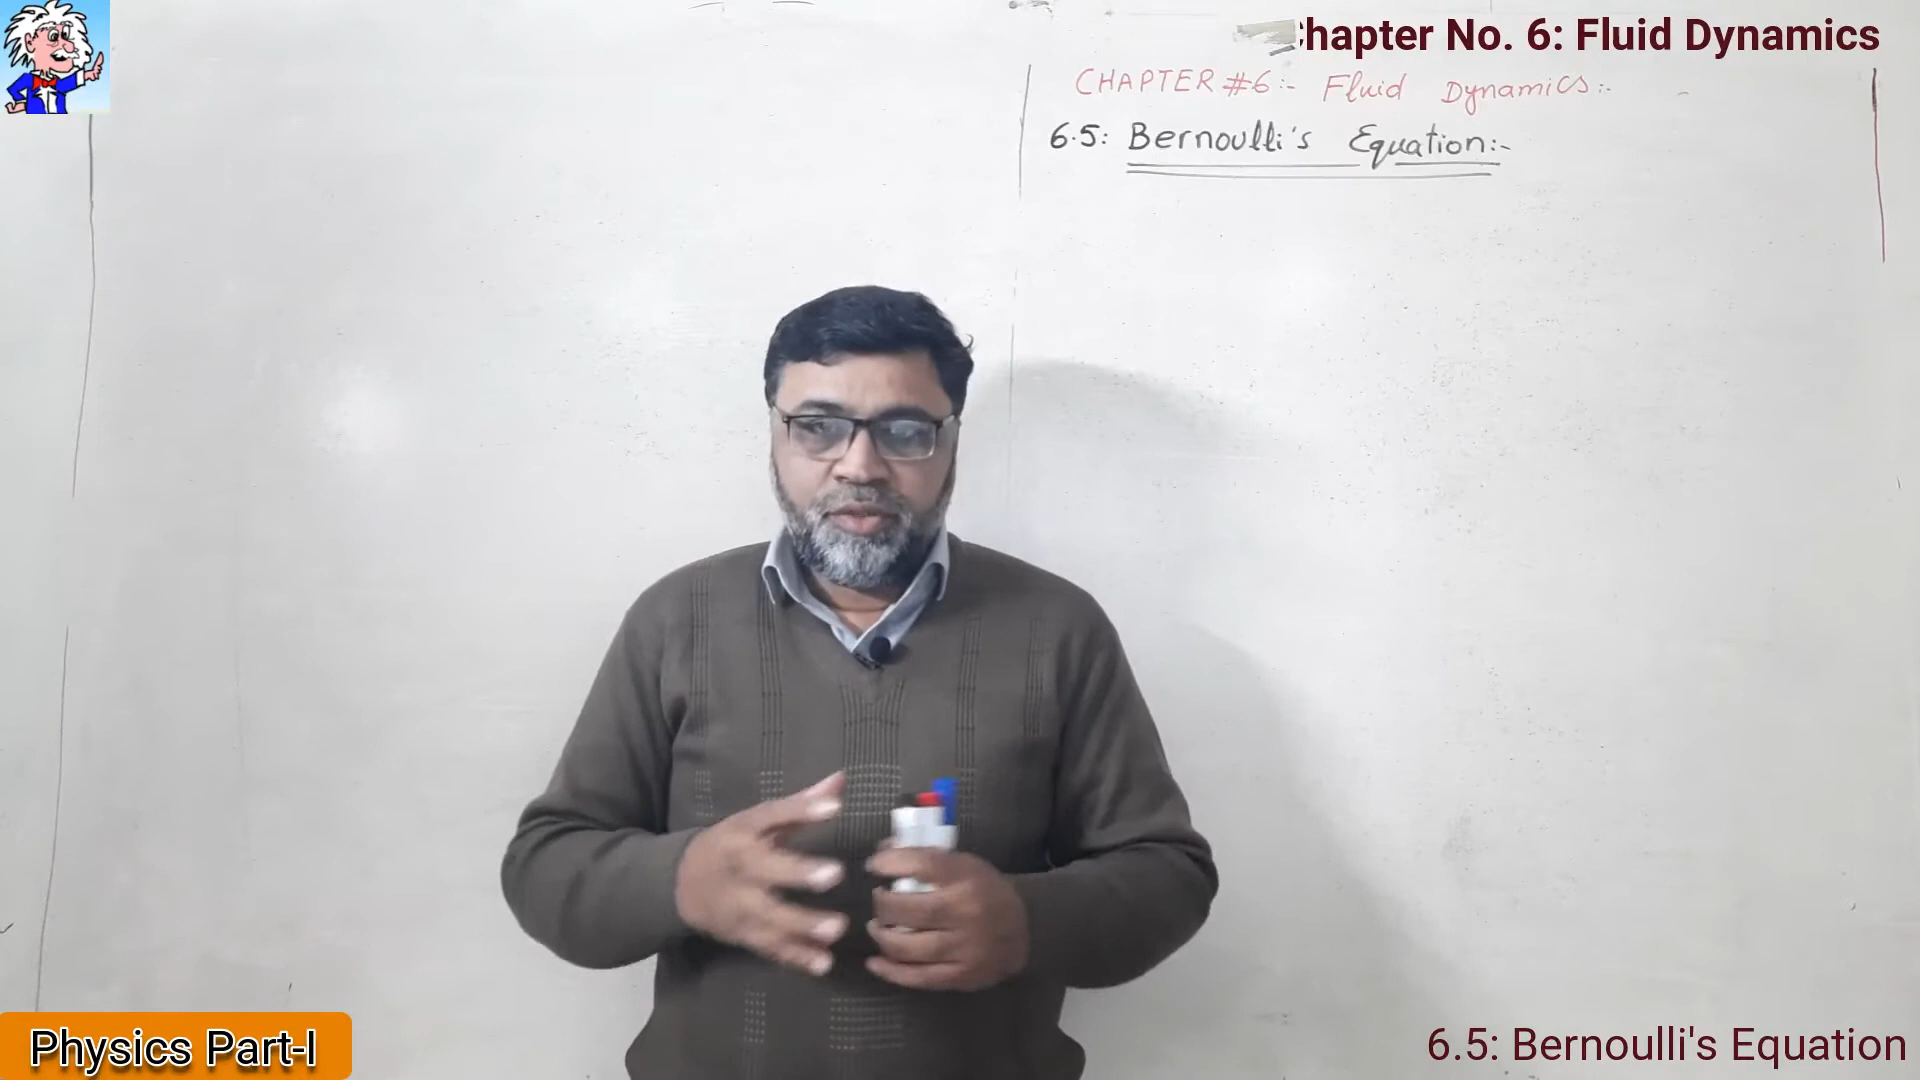 hapter No. 6: Fluid Dynamics
CHAPTER #6:- Fluid Dynamics:-
6.5: Bernoulli's Equation:-
Physics Part-I
6.5: Bernoulli's Equation